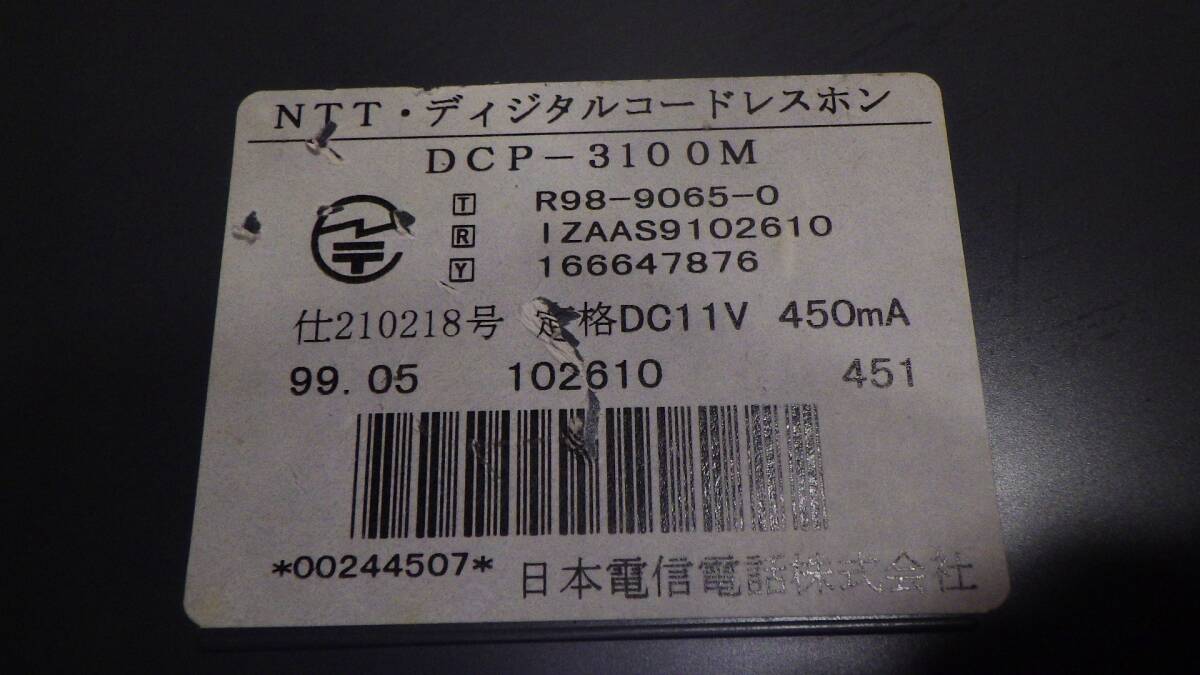 NTT・ディジタルコードレスホン
DCP-3100M
T R98-9065-0
R IZAAS9102610
Y 166647876
仕210218号 定格DC11V 450mA
99.05 102610 451
*00244507* 日本電信電話株式会社